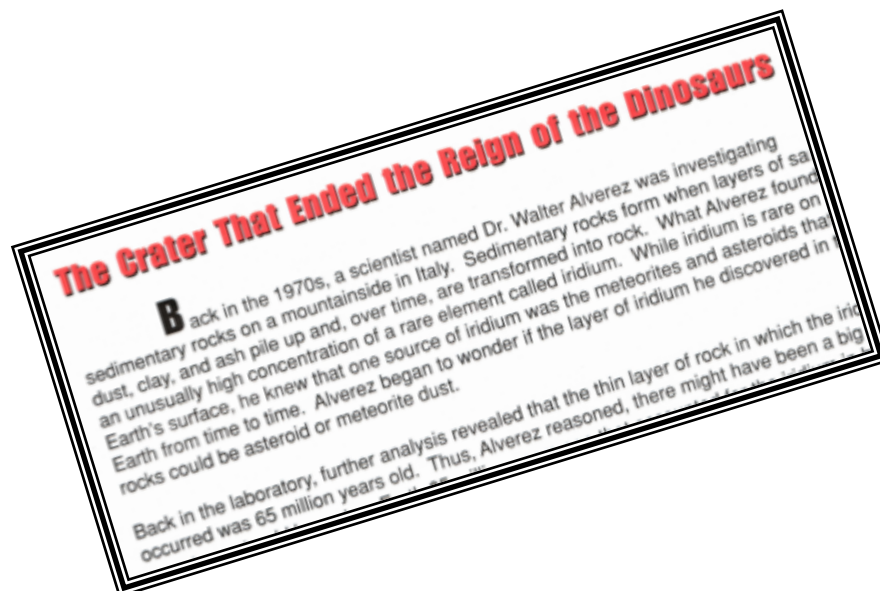 The Crater That Ended the Reign of the Dinosaurs
Back in the 1970s, a scientist named Dr. Walter Alverez was investigating
sedimentary rocks on a mountainside in Italy. Sedimentary rocks form when layers of sa
dust, clay, and ash pile up and, over time, are transformed into rock. What Alverez found
an unusually high concentration of a rare element called iridium. While iridium is rare on
Earth's surface, he knew that one source of iridium was the meteorites and asteroids that
Earth from time to time. Alverez began to wonder if the layer of iridium he discovered in
rocks could be asteroid or meteorite dust.
Back in the laboratory, further analysis revealed that the thin layer of rock in which the irid
occurred was 65 million years old. Thus, Alverez reasoned, there might have been a big